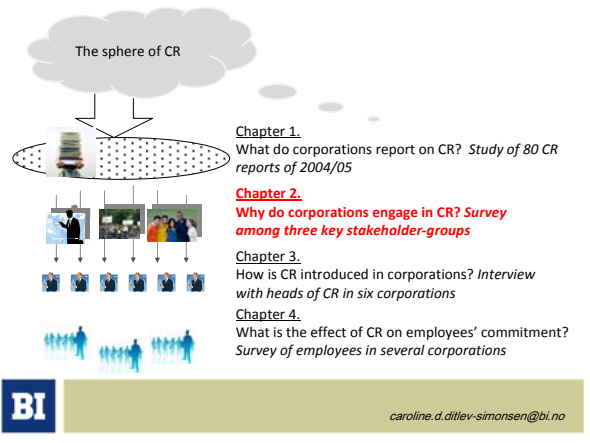 The sphere of CR
Chapter 1.
What do corporations report on CR? Study of 80 CR
reports of 2004/05
Chapter 2.
Why do corporations engage in CR? Survey
among three key stakeholder-groups
Chapter 3.
How is CR introduced in corporations? Interview
with heads of CR in six corporations
Chapter 4.
What is the effect of CR on employees’ commitment?
Survey of employees in several corporations
BI
caroline.d.ditlev-simonsen@bi.no